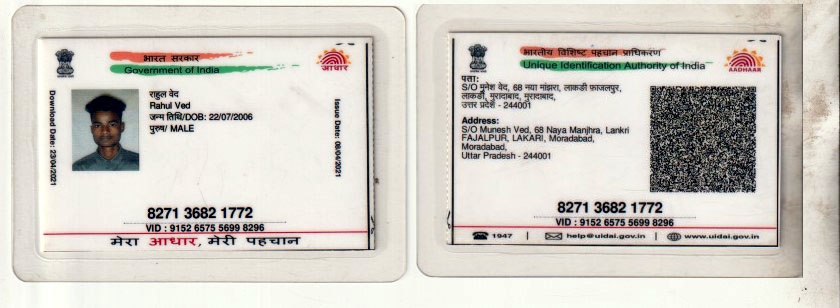 भारत सरकार
Government of India
आधार
Download Date: 23/04/2021
राहुल वेद
Rahul Ved
जन्म तिथि/DOB: 22/07/2006
पुरुष/ MALE
Issue Date: 08/04/2021
8271 3682 1772
VID : 9152 6575 5699 8296
मेरा आधार, मेरी पहचान
भारतीय विशिष्ट पहचान प्राधिकरण
Unique Identification Authority of India
AADHAAR
पता:
S/O मुनेश वेद, 68 नया मांझरा, लाकडी फाजलपुर,
लाकडी, मुरादाबाद, मुरादाबाद,
उत्तर प्रदेश - 244001
Address:
S/O Munesh Ved, 68 Naya Manjhra, Lankri
FAJALPUR, LAKARI, Moradabad,
Moradabad,
Uttar Pradesh - 244001
8271 3682 1772
VID : 9152 6575 5699 8296
1947 | help@uidai.gov.in | www.uidai.gov.in